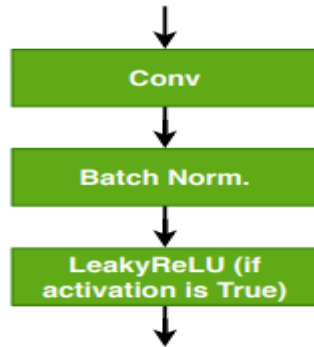 Conv
Batch Norm.
LeakyReLU (if
activation is True)